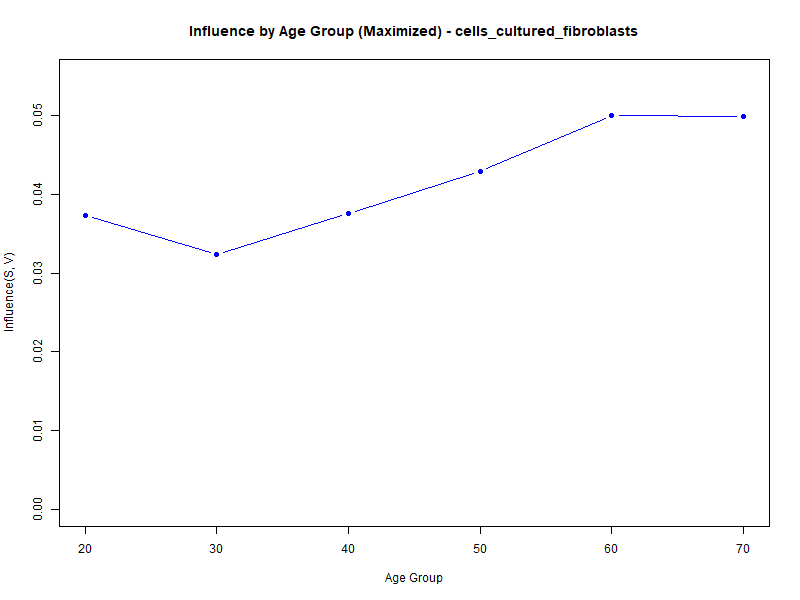 Influence by Age Group (Maximized) - cells_cultured_fibroblasts
Influence(S, V)
0.05
0.04
0.03
0.02
0.01
0.00
20 30 40 50 60 70
Age Group